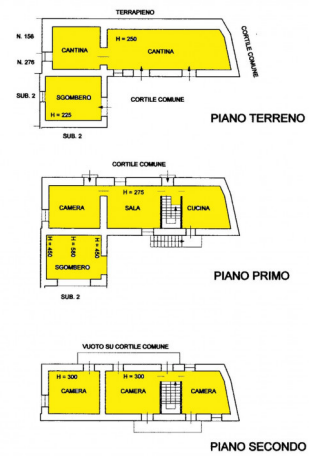 TERRAPIENO
N. 158
H = 250
CANTINA
CANTINA
CORTILE COMUNE
N. 276
SUB. 2
SGOMBERO
CORTILE COMUNE
H = 225
PIANO TERRENO
SUB. 2
CORTILE COMUNE
H = 275
CAMERA
SALA
CUCINA
H = 450
H = 580
H = 450
SGOMBERO
PIANO PRIMO
SUB. 2
VUOTO SU CORTILE COMUNE
H = 300
H = 300
CAMERA
CAMERA
CAMERA
PIANO SECONDO